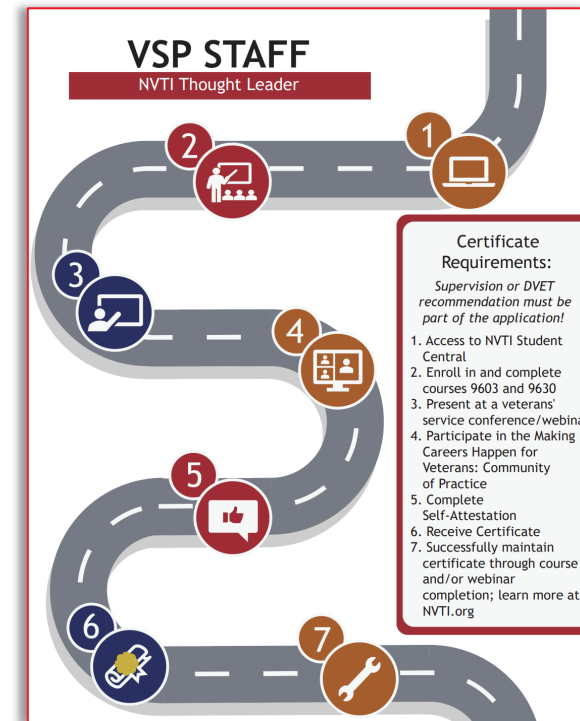 VSP STAFF
NVTI Thought Leader
1
2
3
4
5
6
7
Certificate
Requirements:
Supervision or DVET
recommendation must be
part of the application!
1. Access to NVTI Student
Central
2. Enroll in and complete
courses 9603 and 9630
3. Present at a veterans'
service conference/webina
4. Participate in the Making
Careers Happen for
Veterans: Community
of Practice
5. Complete
Self-Attestation
6. Receive Certificate
7. Successfully maintain
certificate through course
and/or webinar
completion; learn more at
NVTI.org